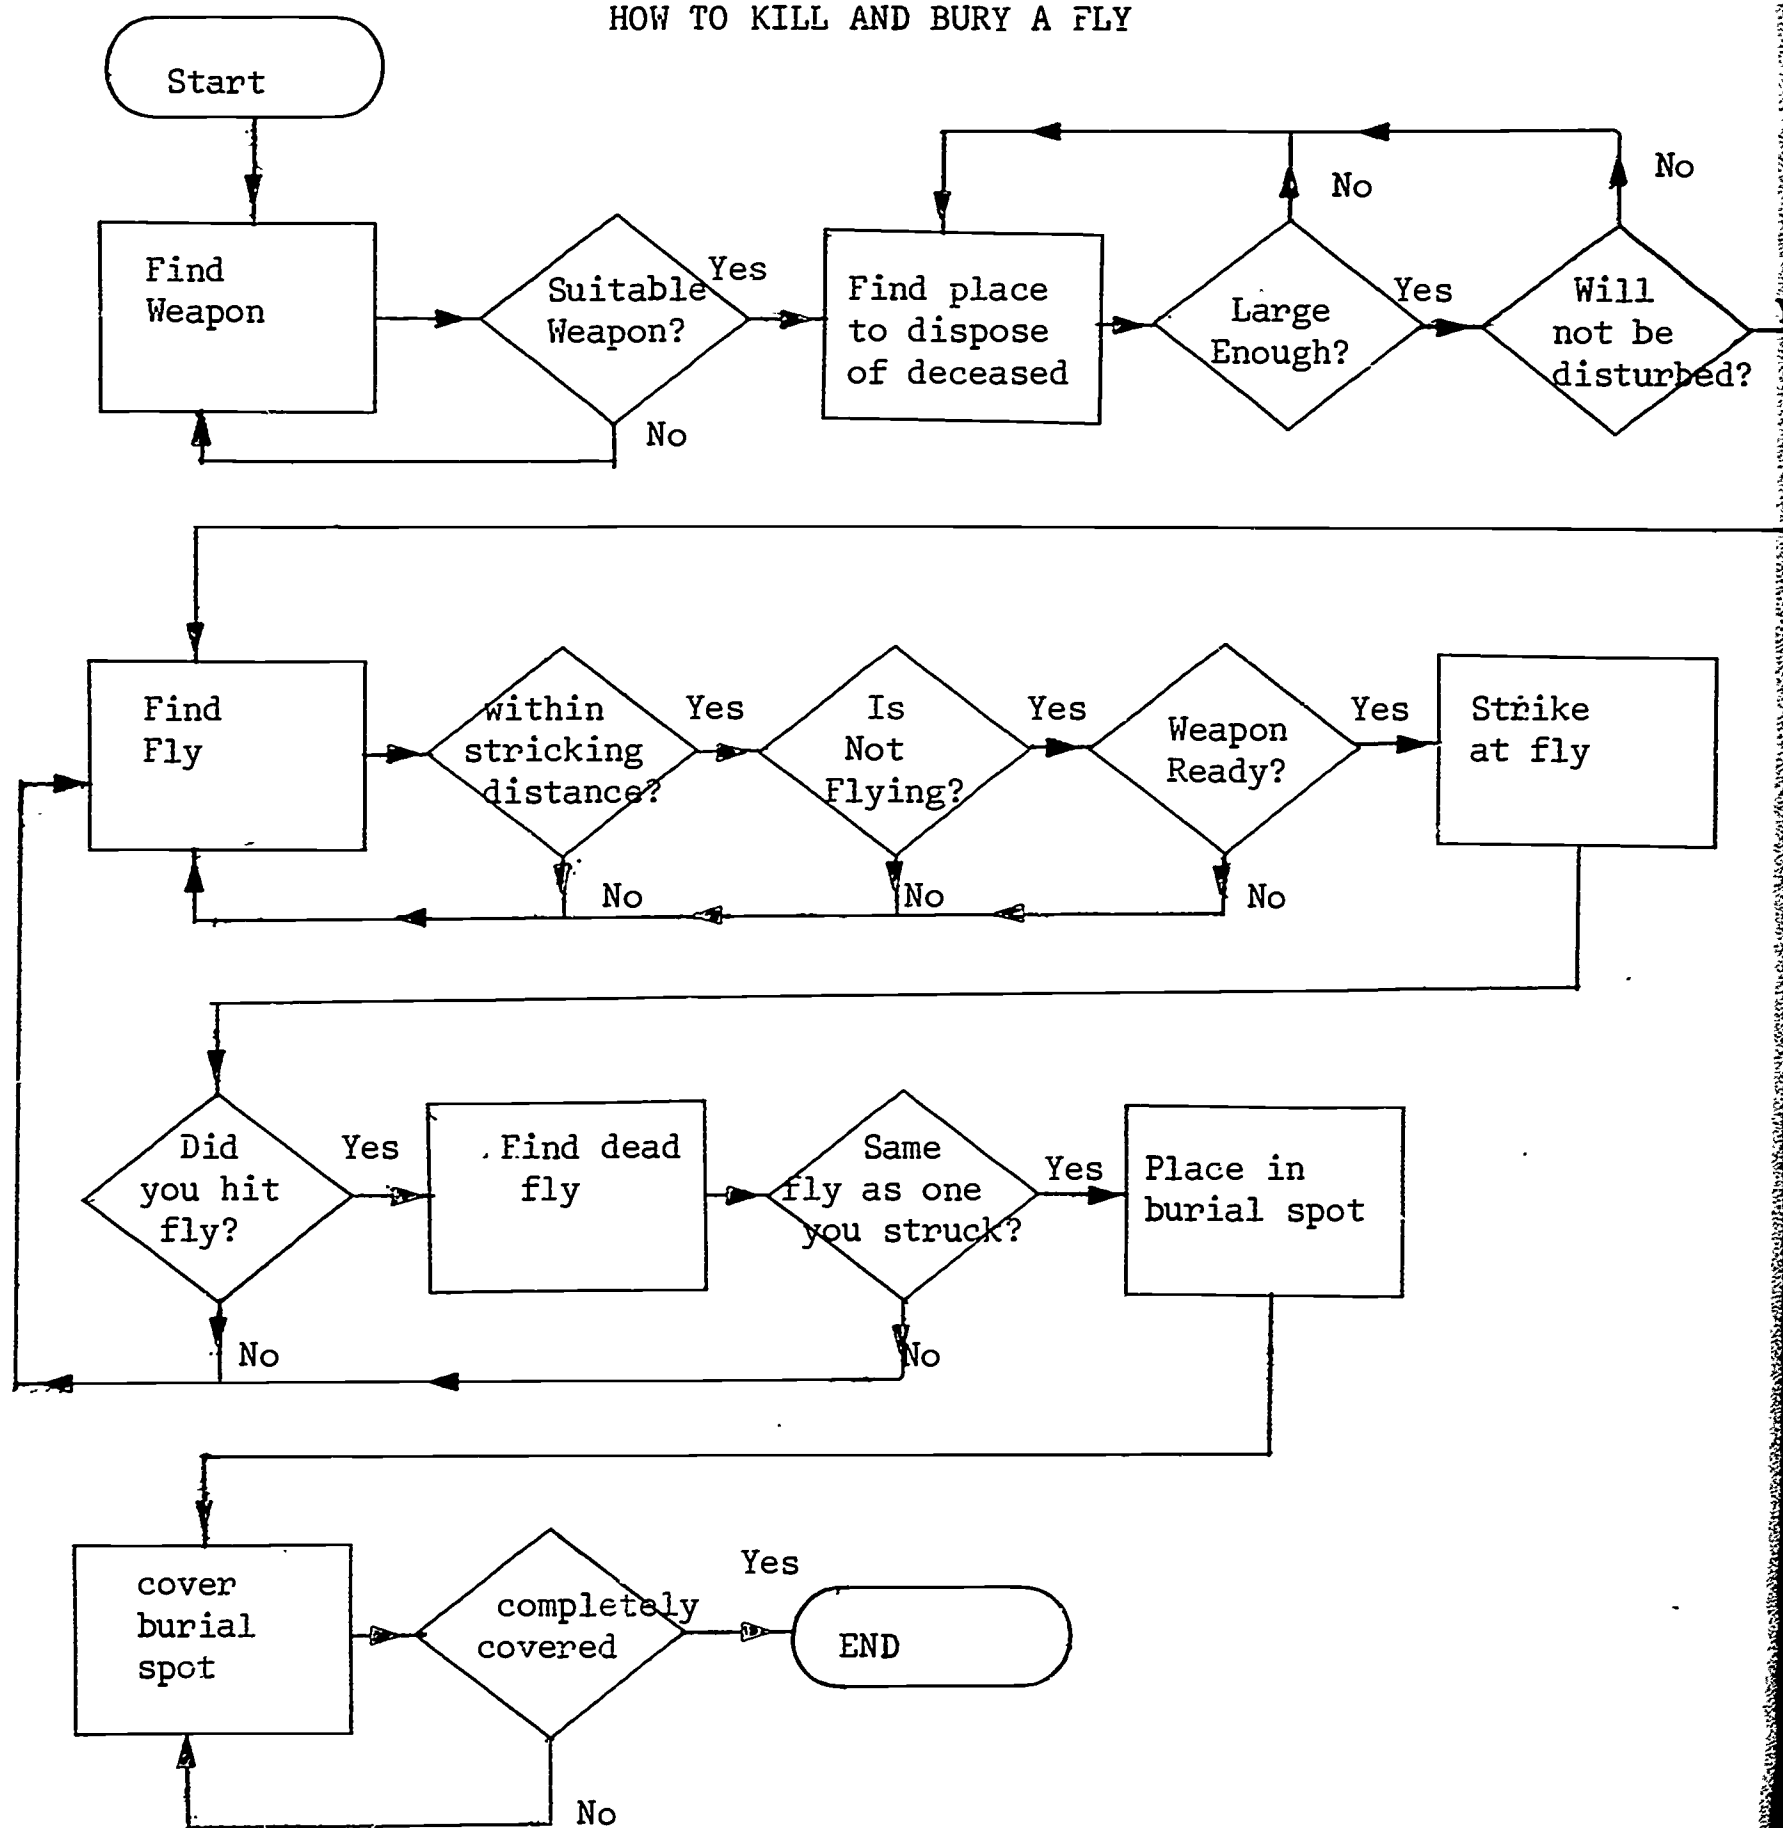 HOW TO KILL AND BURY A FLY
Start
Find
Weapon
Suitable
Weapon?
Yes
No
Find place
to dispose
of deceased
Large
Enough?
No
Yes
Will
not be
disturbed?
No
Find
Fly
within
stricking
distance?
Yes
No
Is
Not
Flying?
Yes
No
Weapon
Ready?
Yes
No
Strike
at fly
Did
you hit
fly?
Yes
No
Find dead
fly
Same
fly as one
you struck?
Yes
No
Place in
burial spot
cover
burial
spot
completely
covered
Yes
No
END